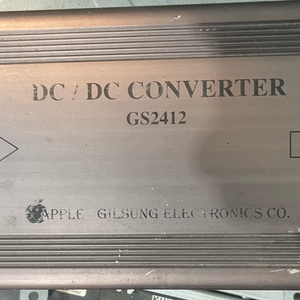 DC / DC CONVERTER
GS2412
APPLE GILSUNG ELECTRONICS CO.